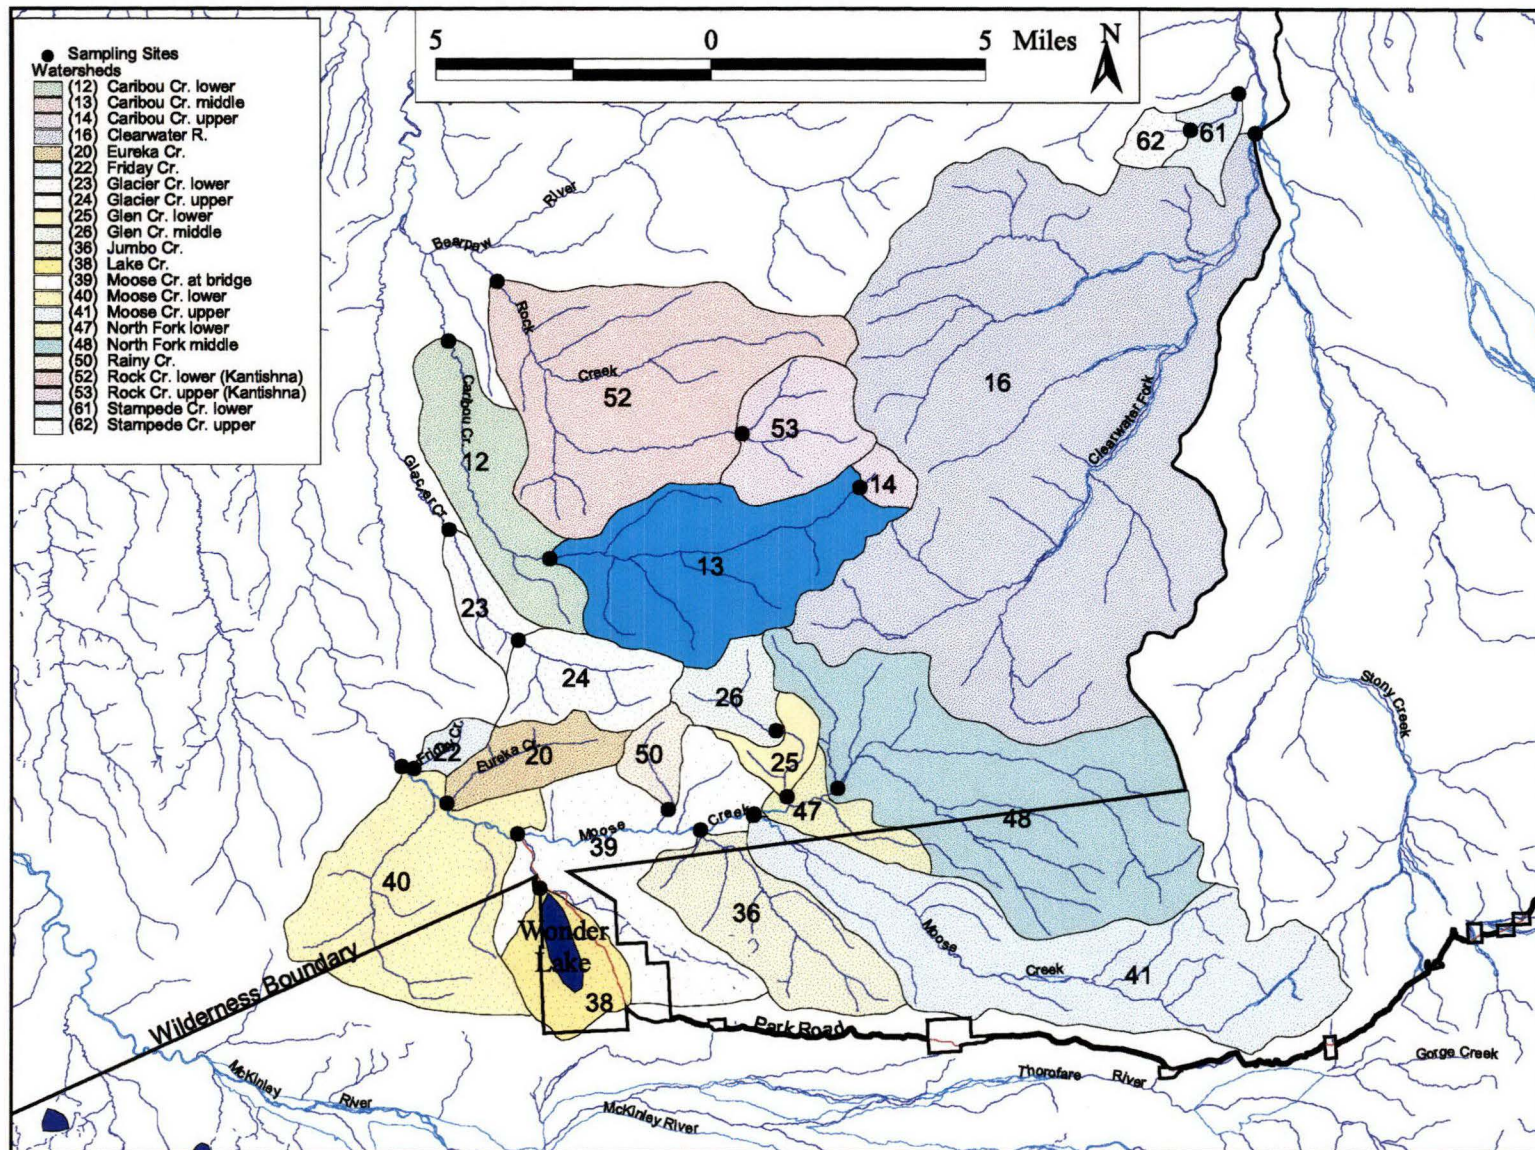 5 0 5 Miles N
Sampling Sites
Watersheds
(12) Caribou Cr. lower
(13) Caribou Cr. middle
(14) Caribou Cr. upper
(16) Clearwater R.
(20) Eureka Cr.
(22) Friday Cr.
(23) Glacier Cr. lower
(24) Glacier Cr. upper
(25) Glen Cr. lower
(26) Glen Cr. middle
(36) Jumbo Cr.
(38) Lake Cr.
(39) Moose Cr. at bridge
(40) Moose Cr. lower
(41) Moose Cr. upper
(47) North Fork lower
(48) North Fork middle
(50) Rainy Cr.
(52) Rock Cr. lower (Kantishna)
(53) Rock Cr. upper (Kantishna)
(61) Stampede Cr. lower
(62) Stampede Cr. upper
62
61
Bearpaw River
Rock Creek
52
16
53
Clearwater Fork
Caribou Cr.
12
Glacier Cr.
14
13
23
24
26
Stony Creek
Friday Cr.
22
Eureka Cr.
20
50
25
47
48
Moose Creek
39
40
36
Wonder
Lake
38
Moose Creek
41
Wilderness Boundary
Park Road
Gorge Creek
Thorofare River
McKinley River
McKinley River